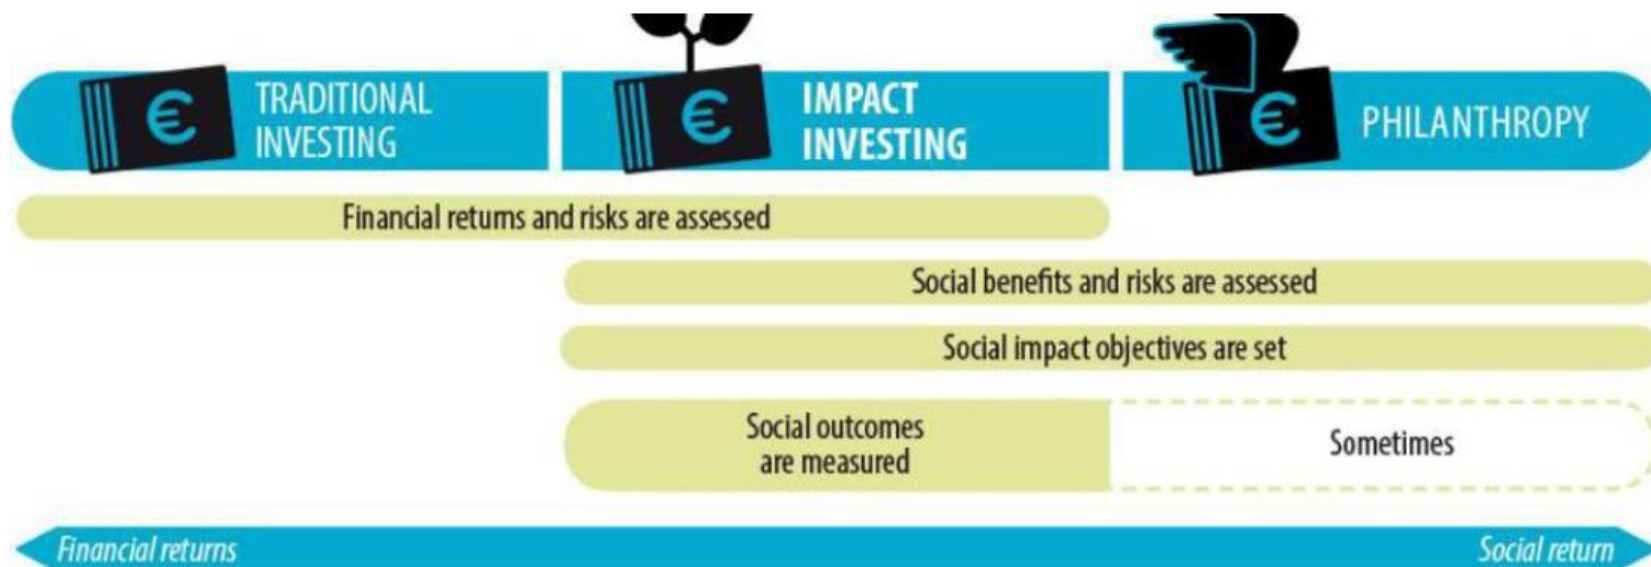 € TRADITIONAL
INVESTING
€ IMPACT
INVESTING
€ PHILANTHROPY
Financial returns and risks are assessed
Social benefits and risks are assessed
Social impact objectives are set
Social outcomes
are measured
Sometimes
Financial returns
Social return